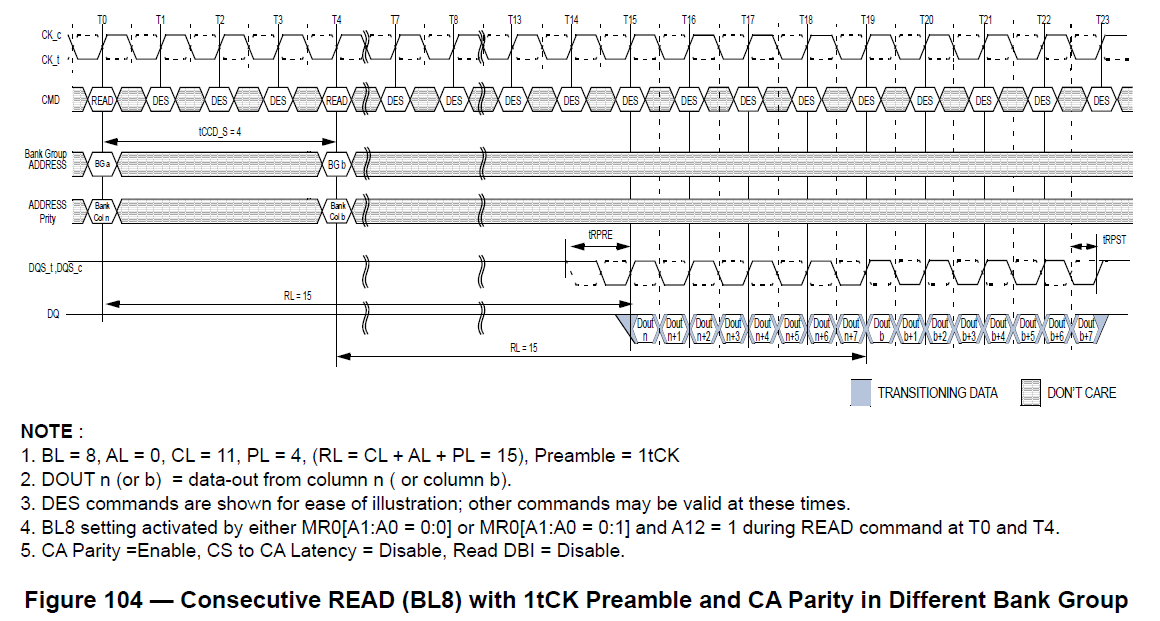 T0 T1 T2 T3 T4 T7 T8 T13 T14 T15 T16 T17 T18 T19 T20 T21 T22 T23
CK_c
CK_t
CMD READ DES DES DES READ DES DES DES DES DES DES DES DES DES DES DES DES DES
tCCD_S = 4
Bank Group
ADDRESS BG a BG b
ADDRESS Bank Bank
Prity Col n Col b
tRPRE tRPST
DQS_t ,DQS_c
RL = 15
DQ Dout Dout Dout Dout Dout Dout Dout Dout Dout Dout Dout Dout Dout Dout Dout Dout
n n+1 n+2 n+3 n+4 n+5 n+6 n+7 b b+1 b+2 b+3 b+4 b+5 b+6 b+7
RL = 15
TRANSITIONING DATA DON'T CARE
NOTE :
1. BL = 8, AL = 0, CL = 11, PL = 4, (RL = CL + AL + PL = 15), Preamble = 1tCK
2. DOUT n (or b)  = data-out from column n ( or column b).
3. DES commands are shown for ease of illustration; other commands may be valid at these times.
4. BL8 setting activated by either MR0[A1:A0 = 0:0] or MR0[A1:A0 = 0:1] and A12 = 1 during READ command at T0 and T4.
5. CA Parity =Enable, CS to CA Latency = Disable, Read DBI = Disable.
Figure 104 — Consecutive READ (BL8) with 1tCK Preamble and CA Parity in Different Bank Group